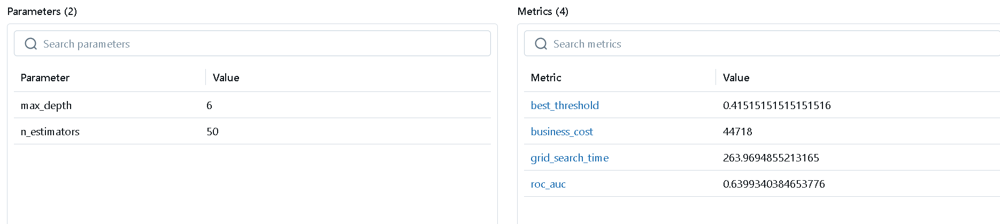 Parameters (2)
Search parameters
Parameter Value
max_depth 6
n_estimators 50
Metrics (4)
Search metrics
Metric Value
best_threshold 0.41515151515151516
business_cost 44718
grid_search_time 263.9694855213165
roc_auc 0.6399340384653776